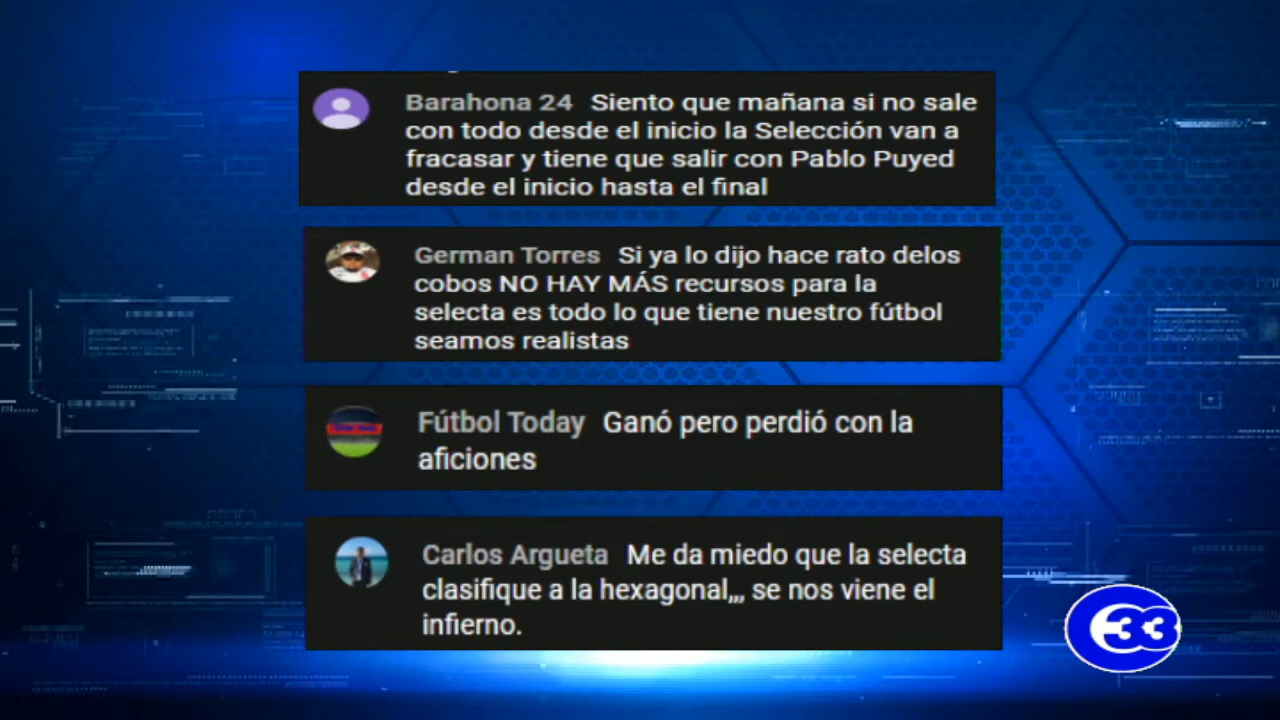 Barahona 24 Siento que mañana si no sale
con todo desde el inicio la Selección van a
fracasar y tiene que salir con Pablo Puyed
desde el inicio hasta el final
German Torres Si ya lo dijo hace rato delos
cobos NO HAY MÁS recursos para la
selecta es todo lo que tiene nuestro fútbol
seamos realistas
Fútbol Today Ganó pero perdió con la
aficiones
Carlos Argueta Me da miedo que la selecta
clasifique a la hexagonal,,, se nos viene el
infierno.
33